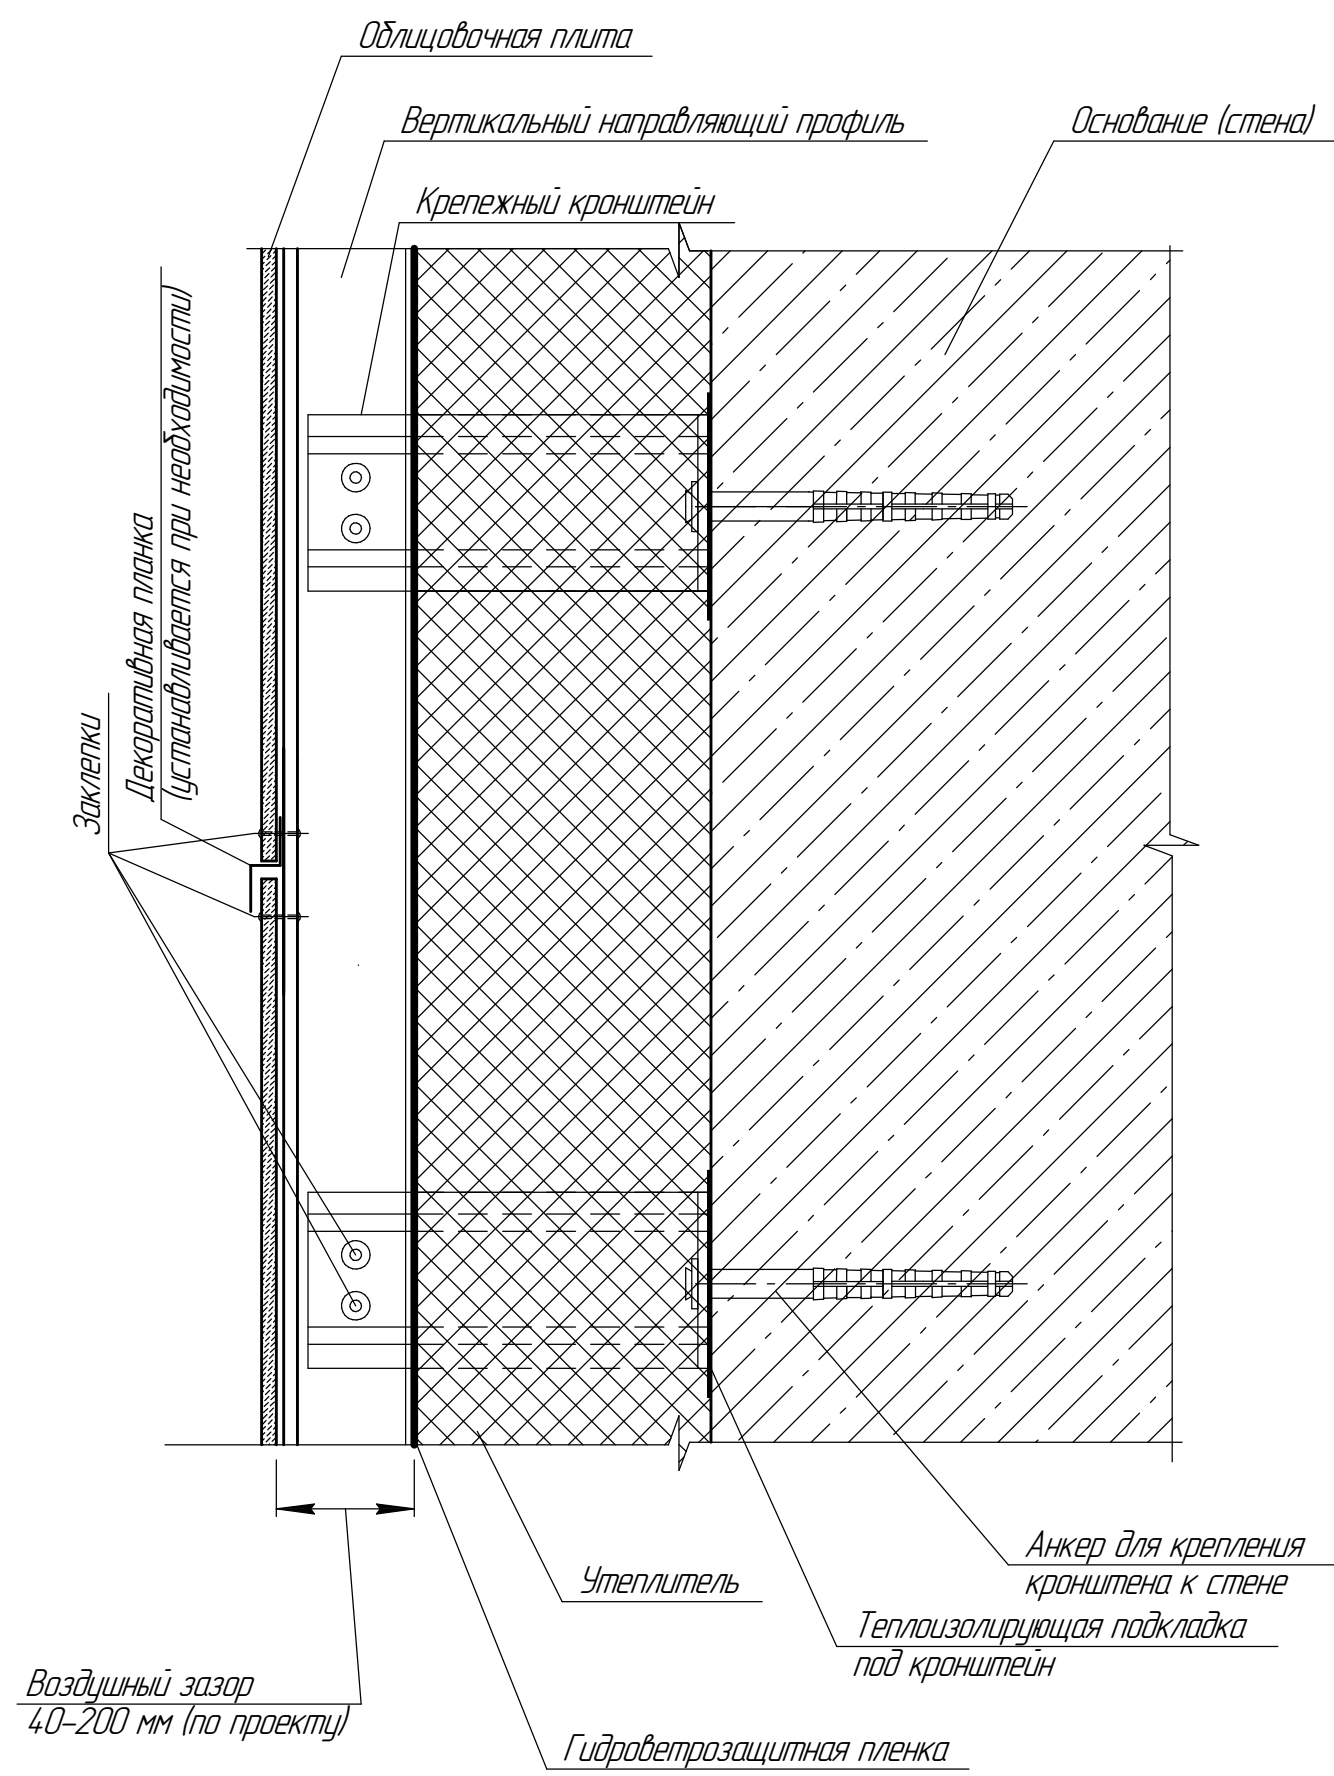 Облицовочная плита
Вертикальный направляющий профиль
Основание (стена)
Крепежный кронштейн
Декоративная планка
(устанавливается при необходимости)
Заклепки
Анкер для крепления
кронштена к стене
Утеплитель
Теплоизолирующая подкладка
под кронштейн
Воздушный зазор
40-200 мм (по проекту)
Гидроветрозащитная пленка